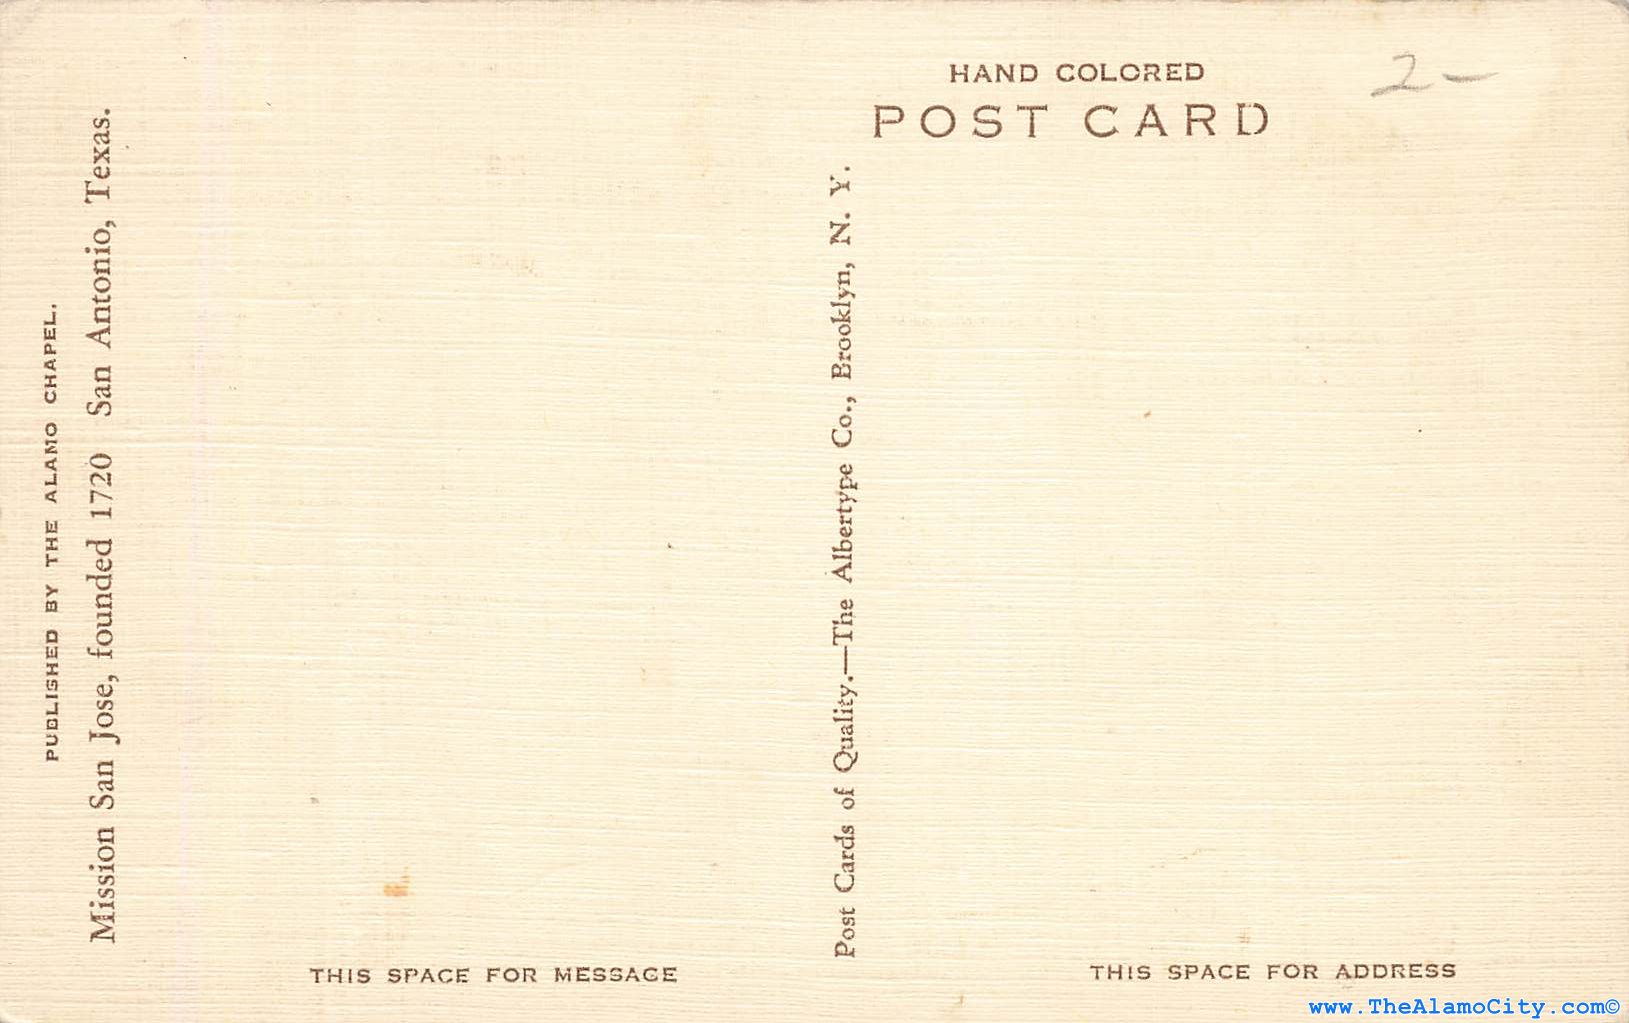 HAND COLORED
POST CARD
2-
PUBLISHED BY THE ALAMO CHAPEL.
Mission San Jose, founded 1720 San Antonio, Texas.
Post Cards of Quality.—The Albertype Co., Brooklyn, N. Y.
THIS SPACE FOR MESSAGE
THIS SPACE FOR ADDRESS
www.TheAlamoCity.com©